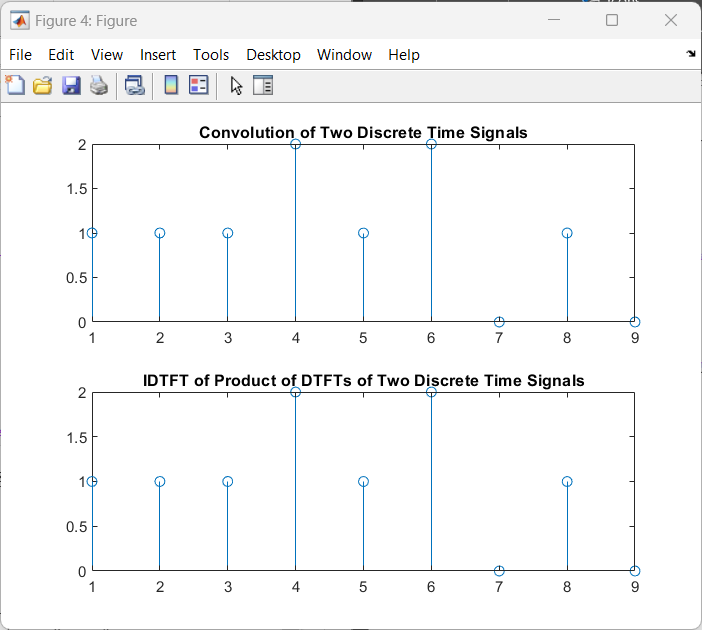 Figure 4: Figure
File Edit View Insert Tools Desktop Window Help
Convolution of Two Discrete Time Signals
2
1.5
1
0.5
0
1 2 3 4 5 6 7 8 9
IDTFT of Product of DTFTs of Two Discrete Time Signals
2
1.5
1
0.5
0
1 2 3 4 5 6 7 8 9